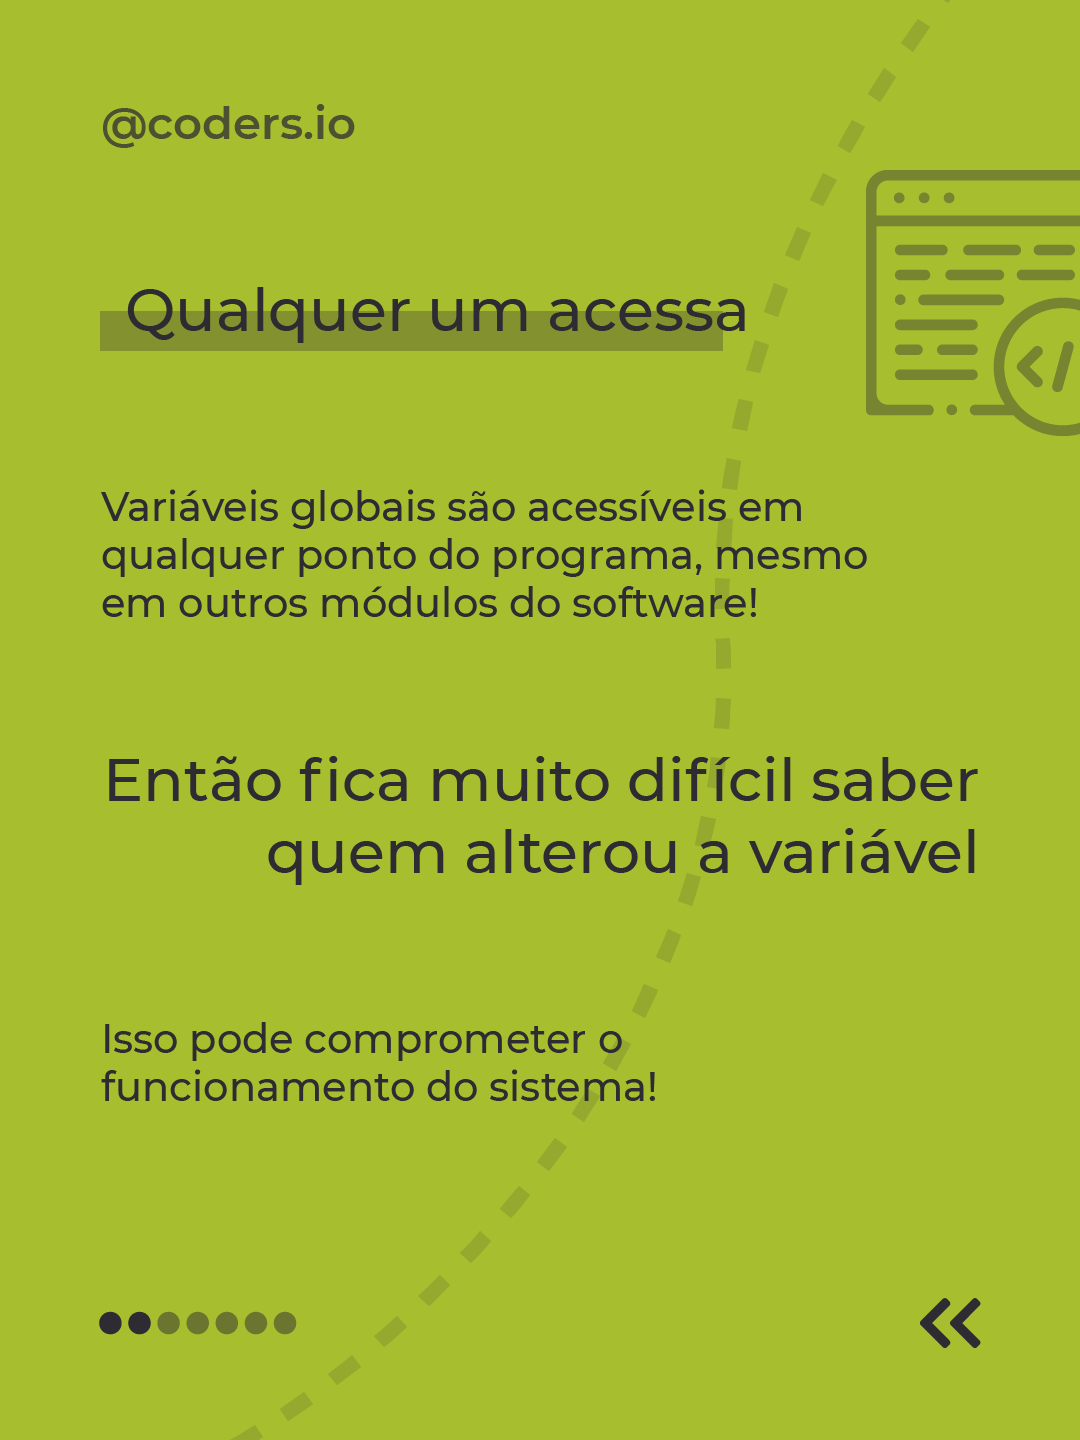 @coders.io
Qualquer um acessa
Variáveis globais são acessíveis em
qualquer ponto do programa, mesmo
em outros módulos do software!
Então fica muito difícil saber
quem alterou a variável
Isso pode comprometer o
funcionamento do sistema!